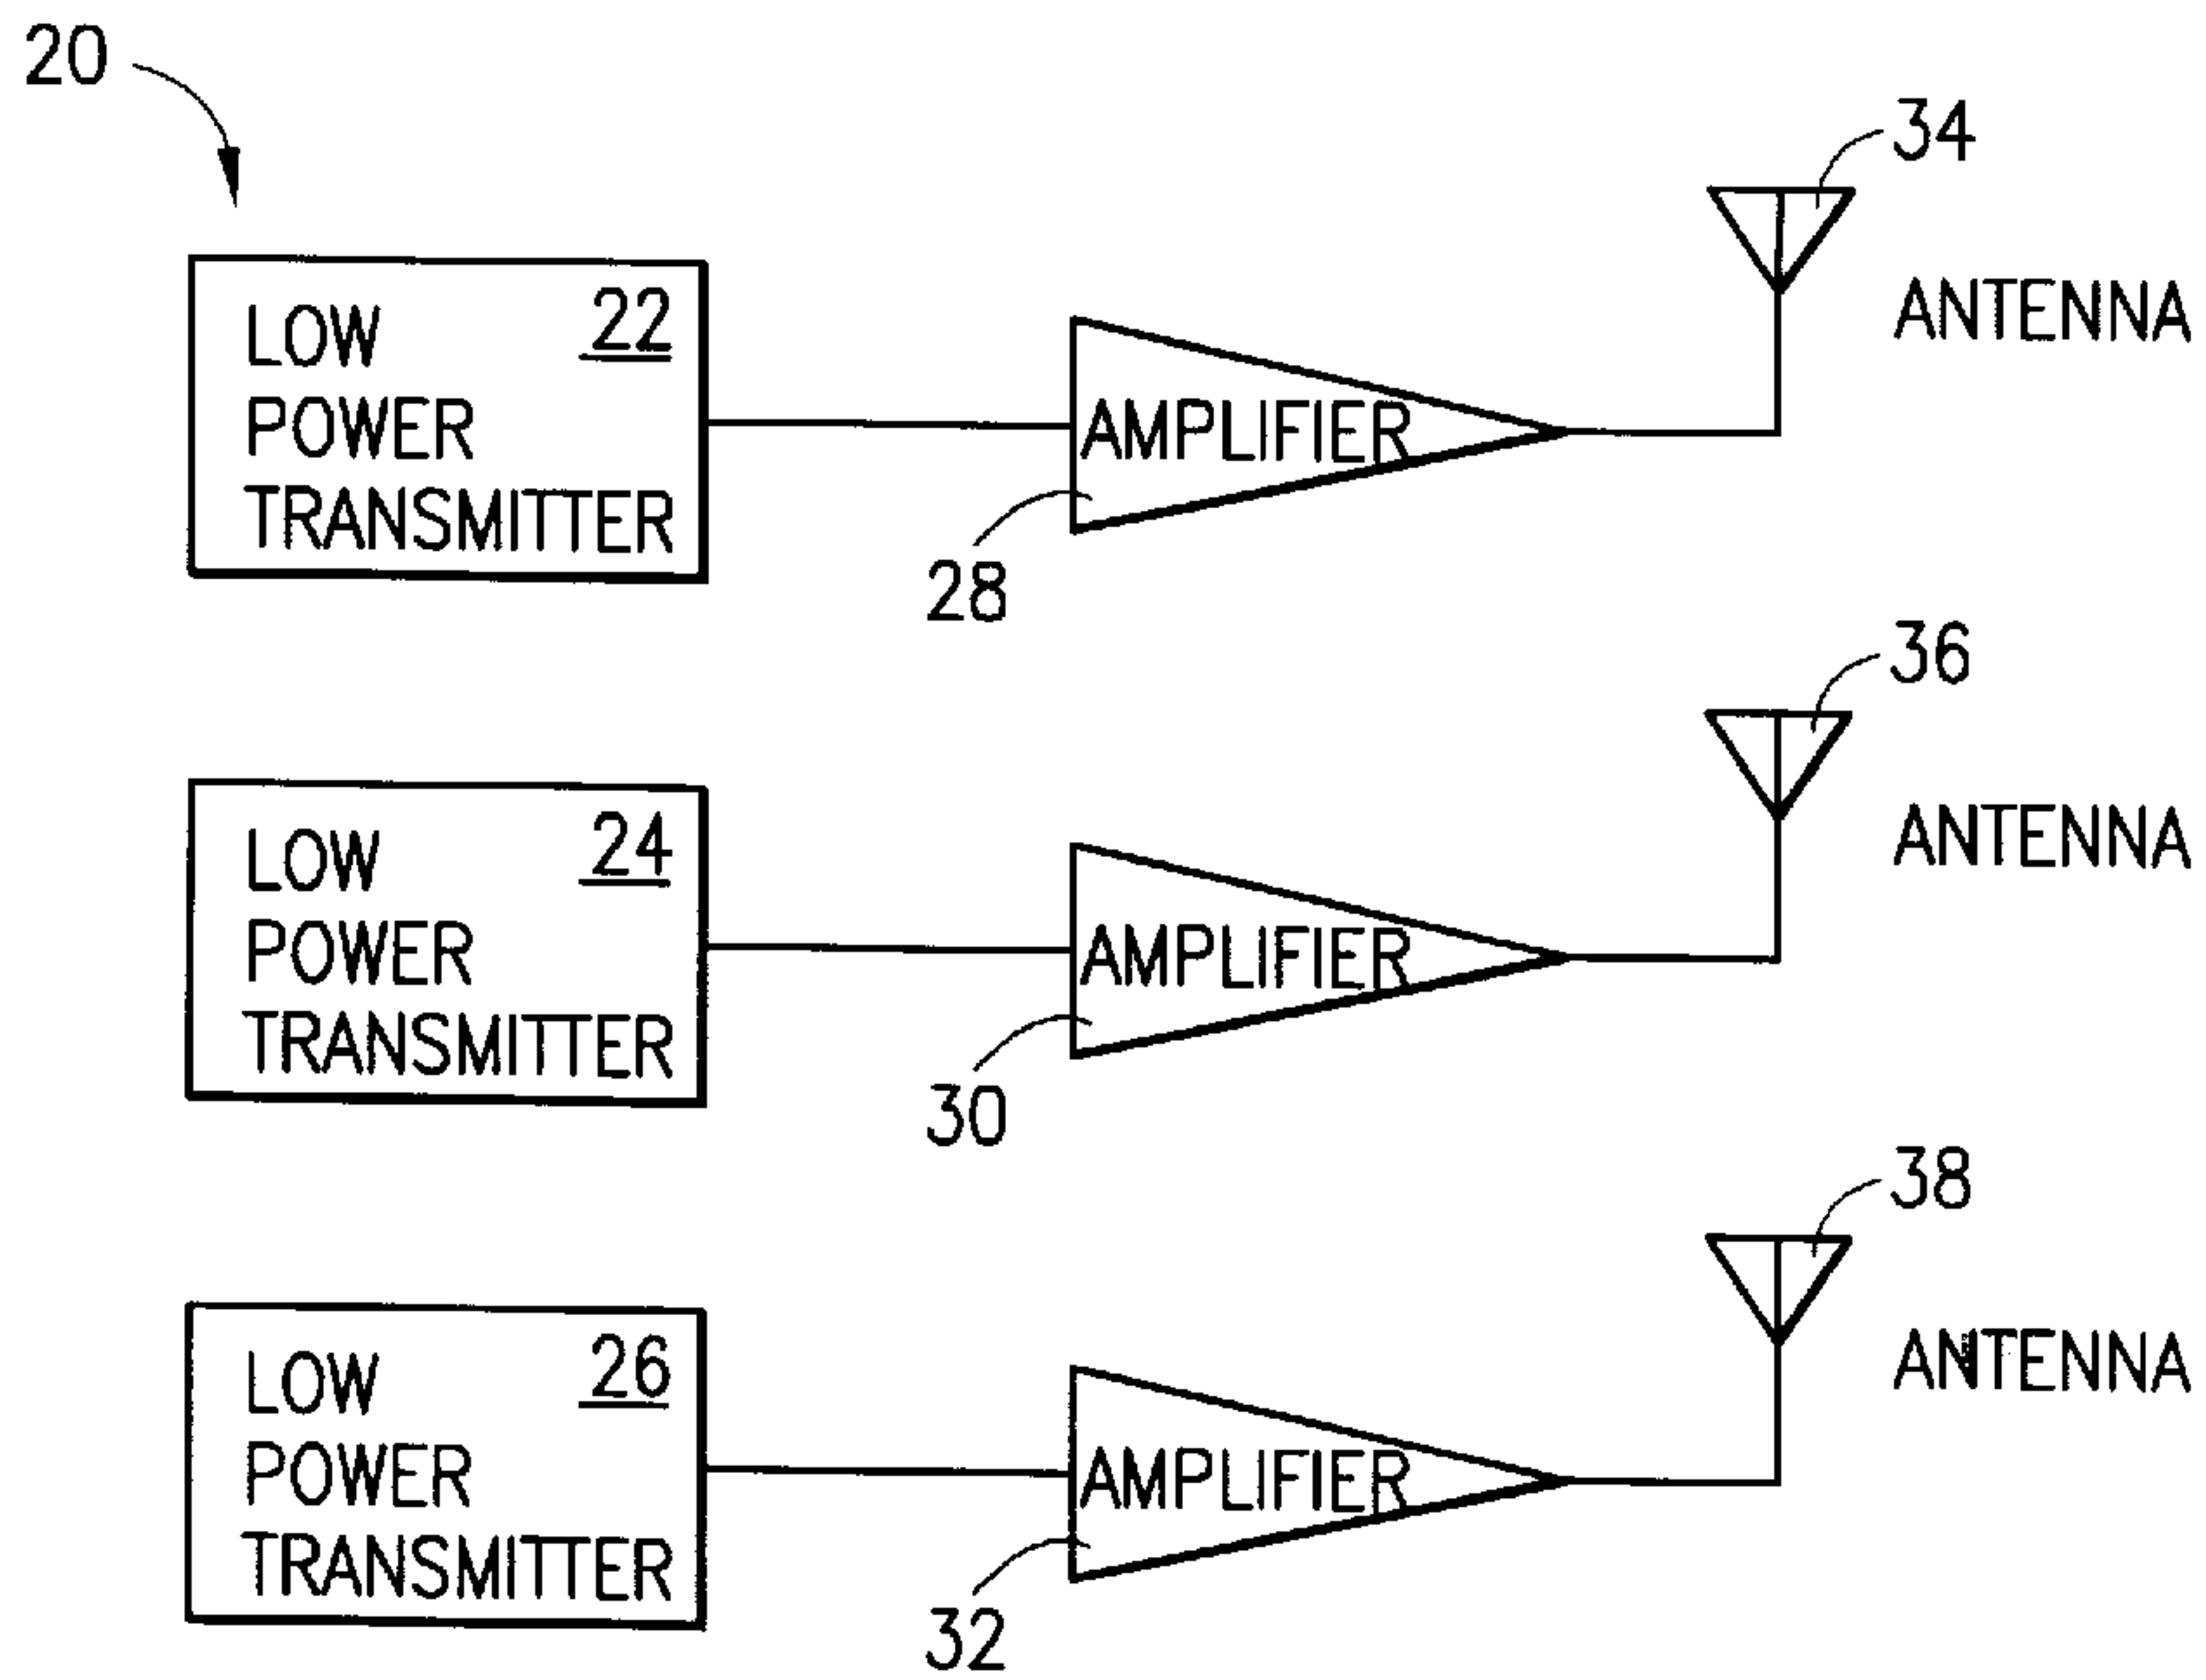 20
34
LOW 22
POWER
TRANSMITTER
AMPLIFIER
ANTENNA
28
36
LOW 24
POWER
TRANSMITTER
AMPLIFIER
ANTENNA
30
38
LOW 26
POWER
TRANSMITTER
AMPLIFIER
ANTENNA
32